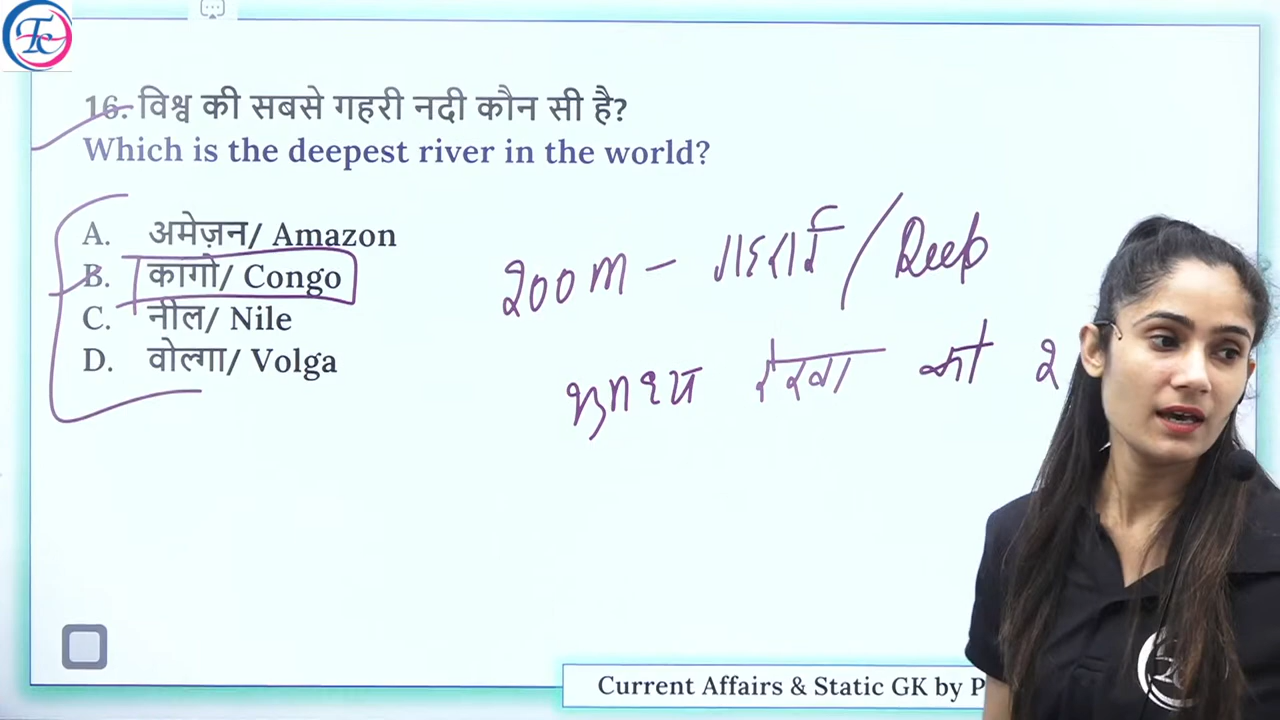 16. विश्व की सबसे गहरी नदी कौन सी है?
Which is the deepest river in the world?
A. अमेज़न/ Amazon
B. कागो/ Congo
C. नील/ Nile
D. वोल्गा/ Volga
200m - गहराई / Deep
रेखा को 2
Current Affairs & Static GK by P